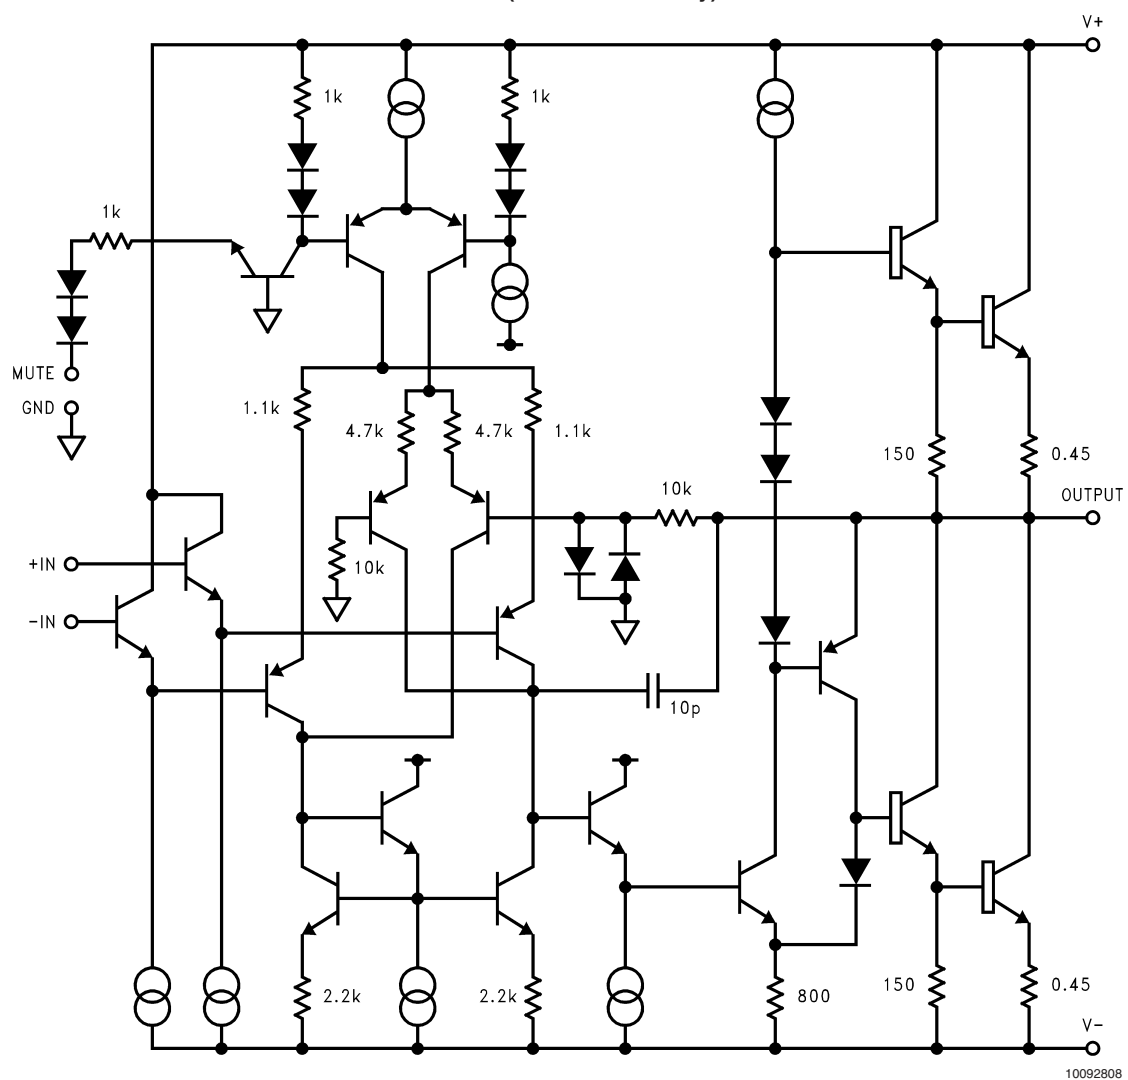 V+
1k
1k
1k
MUTE
GND
1.1k
4.7k
4.7k
1.1k
150
0.45
10k
OUTPUT
+IN
10k
-IN
10p
2.2k
2.2k
800
150
0.45
V-
10092808